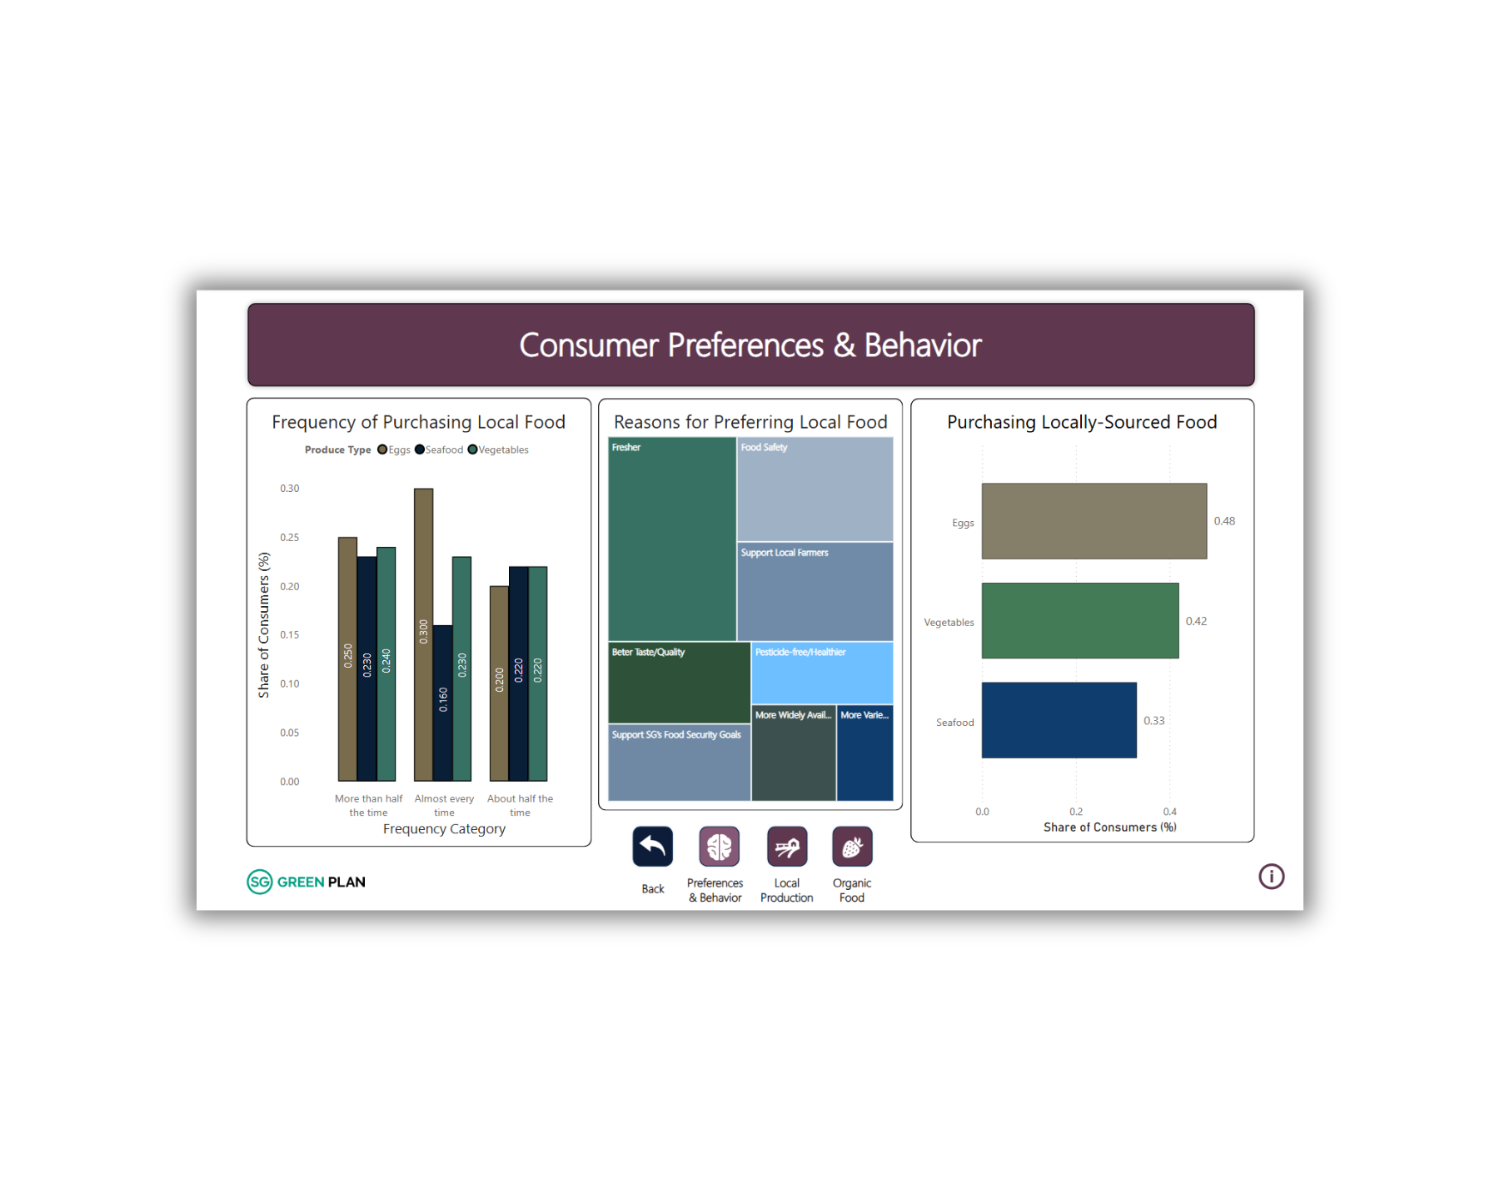 Consumer Preferences & Behavior
Frequency of Purchasing Local Food
Produce Type Eggs Seafood Vegetables
0.30
0.25
0.20
0.15
0.10
0.05
0.00
Share of Consumers (%)
0.250
0.230
0.240
0.300
0.160
0.230
0.200
0.220
0.220
More than half
the time
Almost every
time
About half the
time
Frequency Category
Reasons for Preferring Local Food
Fresher
Food Safety
Support Local Farmers
Beter Taste/Quality
Pesticide-free/Healthier
Support SG's Food Security Goals
More Widely Avail...
More Varie...
Purchasing Locally-Sourced Food
Eggs
0.48
Vegetables
0.42
Seafood
0.33
0.0
0.2
0.4
Share of Consumers (%)
SG GREEN PLAN
Back
Preferences
& Behavior
Local
Production
Organic
Food
i